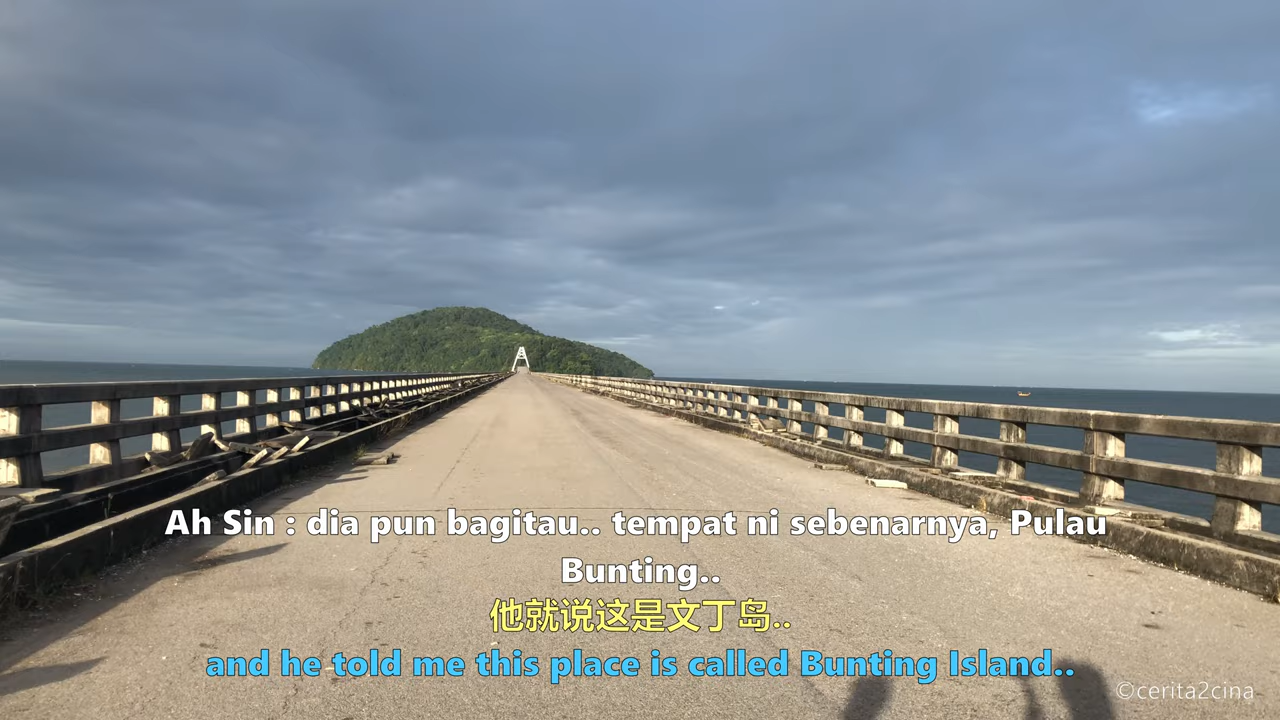 Ah Sin : dia pun bagitau.. tempat ni sebenarnya, Pulau
Bunting..
他就说这是文丁岛..
and he told me this place is called Bunting Island..
©cerita2cina